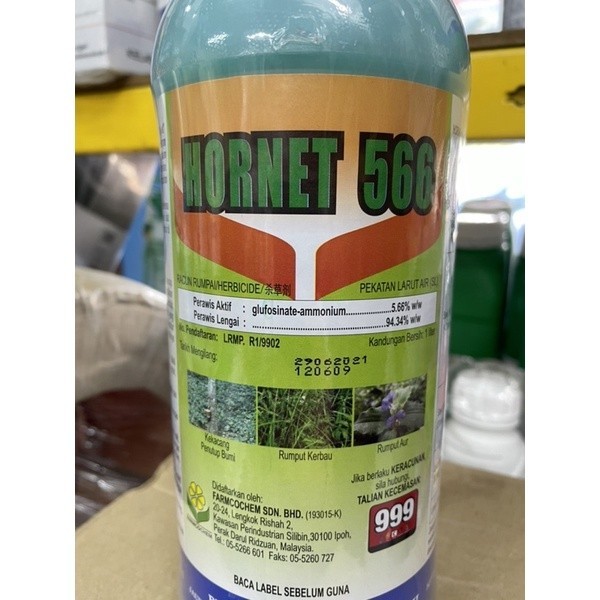 HORNET 566
RACUN RUMPAI/HERBICIDE/杀草剂 PEKATAN LARUT AIR (SL)
Perawis Aktif : glufosinate-ammonium..................5.66% w/w
Perawis Lengai : ..................94.34% w/w
No. Pendaftaran: LRMP. R1/9902 Kandungan Bersih: 1 liter
Tarikh Mengilang: 29062021
120609
Kekacang
Penutup Bumi
Rumput Kerbau
Rumput Aur
Jika berlaku KERACUNAN,
sila hubungi
TALIAN KECEMASAN
999
Didaftarkan oleh:
FARMCOCHEM SDN. BHD. (193015-K)
20-24, Lengkok Rishah 2,
Kawasan Perindustrian Silibin,30100 Ipoh,
Perak Darul Ridzuan, Malaysia.
Tel.: 05-5266 601 Faks: 05-5260 727
BACA LABEL SEBELUM GUNA